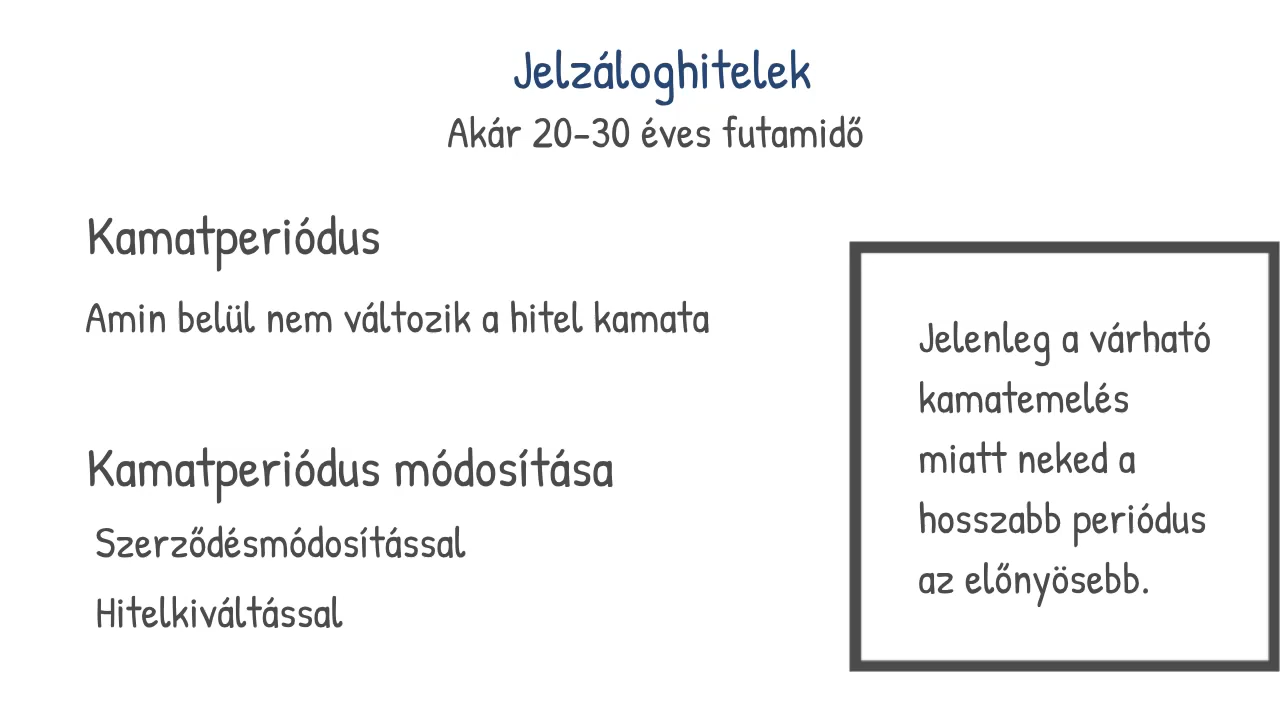 Jelzáloghitelek
Akár 20-30 éves futamidő
Kamatperiódus
Amin belül nem változik a hitel kamata
Kamatperiódus módosítása
Szerződésmódosítással
Hitelkiváltással
Jelenleg a várható
kamatemelés
miatt neked a
hosszabb periódus
az előnyösebb.